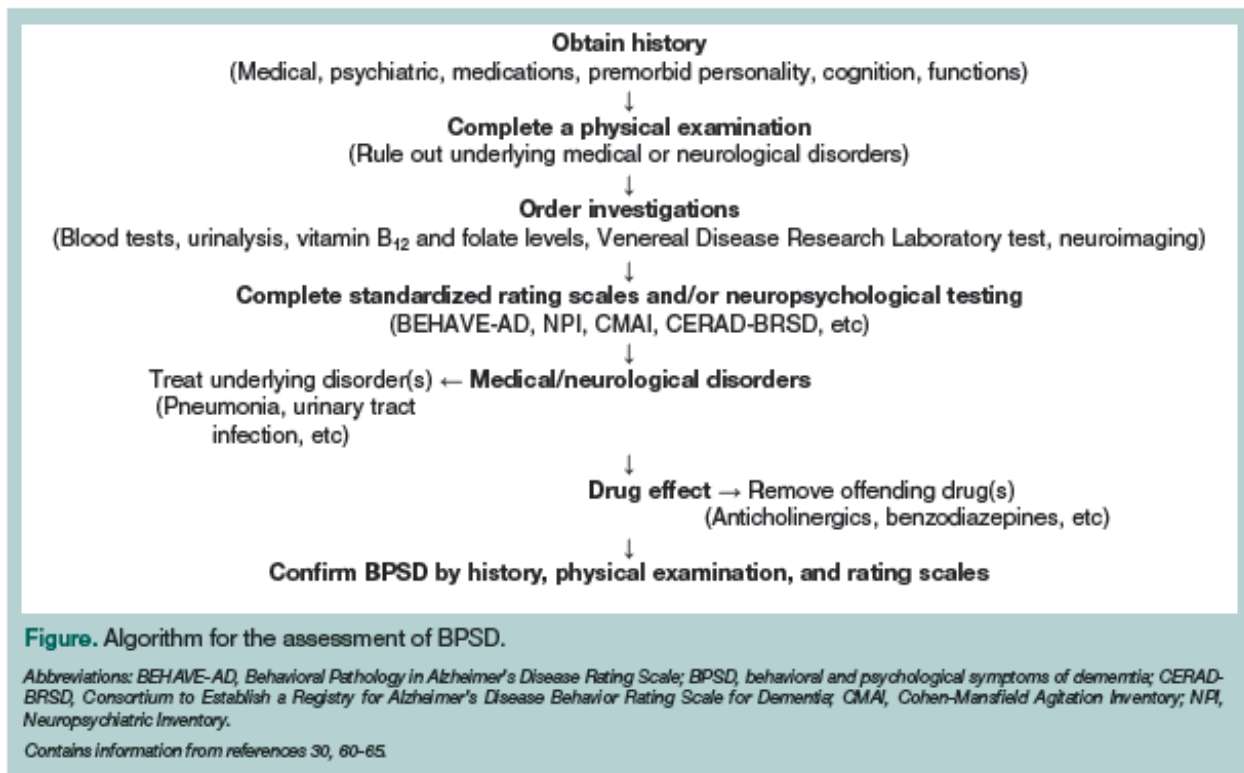 Obtain history
(Medical, psychiatric, medications, premorbid personality, cognition, functions)
↓
Complete a physical examination
(Rule out underlying medical or neurological disorders)
↓
Order investigations
(Blood tests, urinalysis, vitamin B₁₂ and folate levels, Venereal Disease Research Laboratory test, neuroimaging)
↓
Complete standardized rating scales and/or neuropsychological testing
(BEHAVE-AD, NPI, CMAI, CERAD-BRSD, etc)
↓
Treat underlying disorder(s) ← Medical/neurological disorders
(Pneumonia, urinary tract
infection, etc)
↓
Drug effect → Remove offending drug(s)
(Anticholinergics, benzodiazepines, etc)
↓
Confirm BPSD by history, physical examination, and rating scales
Figure. Algorithm for the assessment of BPSD.
Abbreviations: BEHAVE-AD, Behavioral Pathology in Alzheimer's Disease Rating Scale; BPSD, behavioral and psychological symptoms of dememtia; CERAD-
BRSD, Consortium to Establish a Registry for Alzheimer's Disease Behavior Rating Scale for Dementia; CMAI, Cohen-Mansfield Agitation Inventory; NPI,
Neuropsychiatric Inventory.
Contains information from references 30, 60-65.